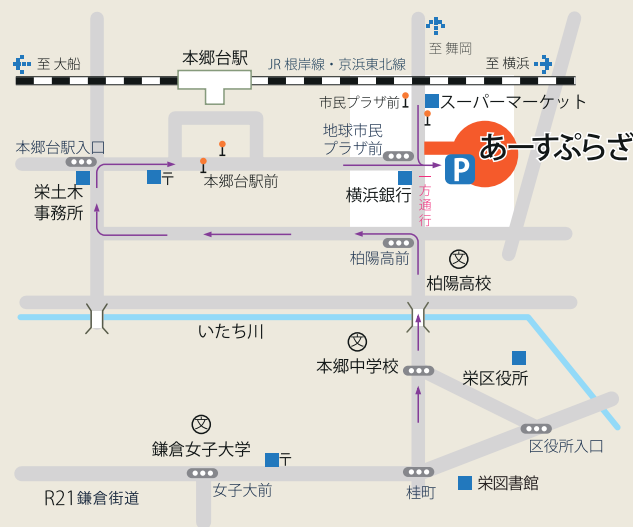 至 舞岡
至 大船
本郷台駅
JR 根岸線・京浜東北線
至 横浜
市民プラザ前
スーパーマーケット
地球市民
プラザ前
あーすぷらざ
P
本郷台駅入口
〒
本郷台駅前
栄土木
事務所
横浜銀行
一方通行
文
柏陽高前
柏陽高校
いたち川
文
本郷中学校
栄区役所
文
鎌倉女子大学
〒
区役所入口
女子大前
桂町
栄図書館
R21 鎌倉街道